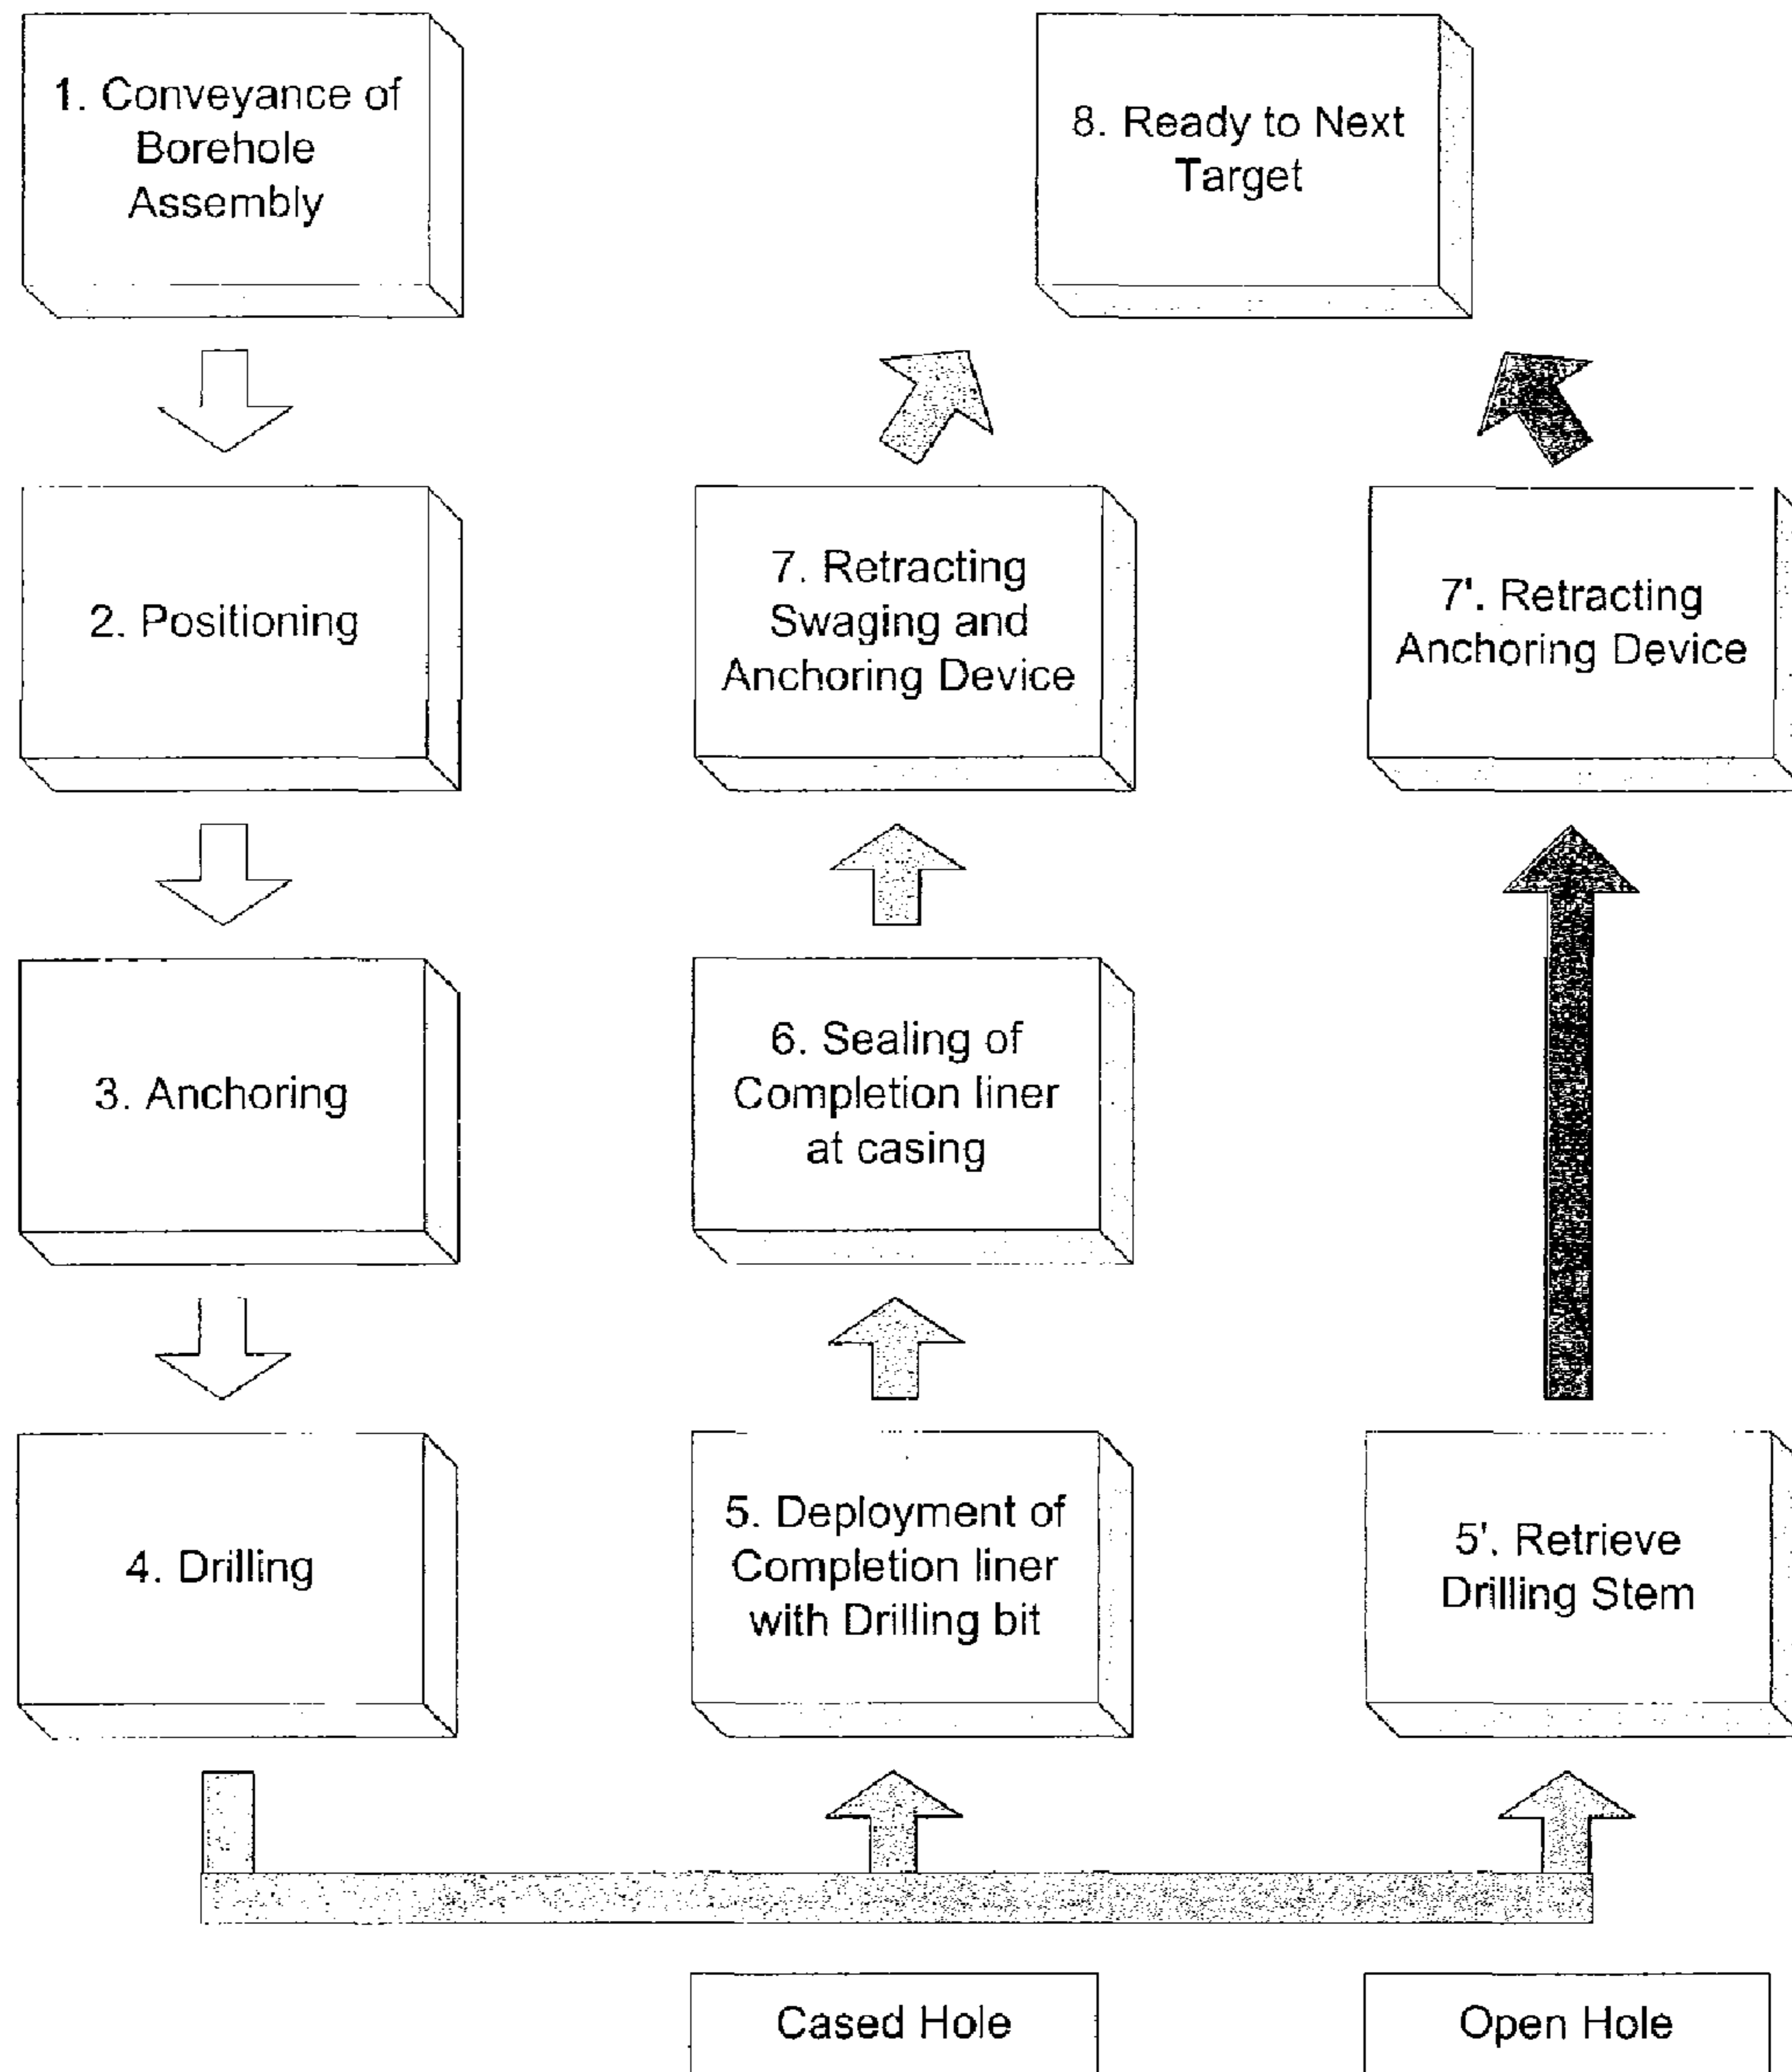 1. Conveyance of
Borehole
Assembly
2. Positioning
3. Anchoring
4. Drilling
5. Deployment of
Completion liner
with Drilling bit
6. Sealing of
Completion liner
at casing
7. Retracting
Swaging and
Anchoring Device
5'. Retrieve
Drilling Stem
7'. Retracting
Anchoring Device
8. Ready to Next
Target
Cased Hole
Open Hole